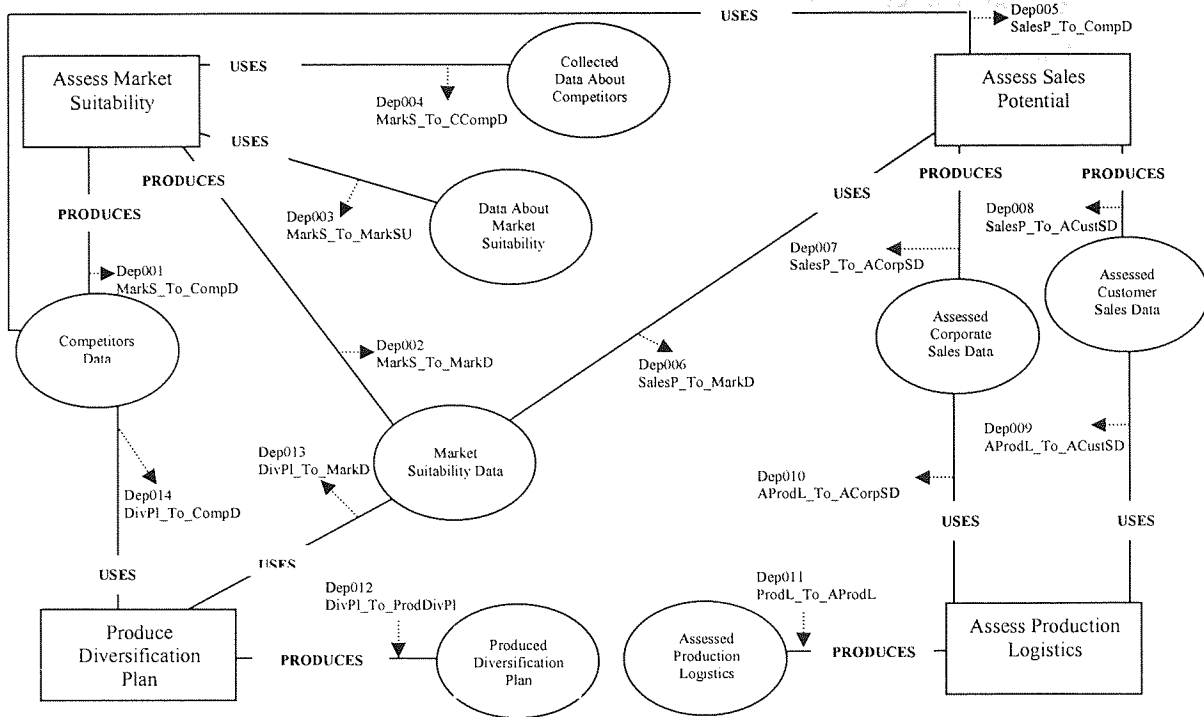 USES
Dep005
SalesP_To_CompD
Assess Market
Suitability
USES
Collected
Data About
Competitors
Assess Sales
Potential
Dep004
MarkS_To_CCompD
USES
PRODUCES
PRODUCES
Dep003
MarkS_To_MarkSU
Data About
Market
Suitability
USES
PRODUCES
PRODUCES
Dep007
SalesP_To_ACorpSD
Dep008
SalesP_To_ACustSD
Dep001
MarkS_To_CompD
Competitors
Data
Dep002
MarkS_To_MarkD
Dep006
SalesP_To_MarkD
Assessed
Corporate
Sales Data
Assessed
Customer
Sales Data
Dep014
DivPl_To_CompD
Dep013
DivPl_To_MarkD
Market
Suitability Data
Dep010
AProdL_To_ACorpSD
Dep009
AProdL_To_ACustSD
USES
USES
USES
USES
Dep012
DivPl_To_ProdDivPl
Dep011
ProdL_To_AProdL
Produce
Diversification
Plan
PRODUCES
Produced
Diversification
Plan
Assessed
Production
Logistics
PRODUCES
Assess Production
Logistics